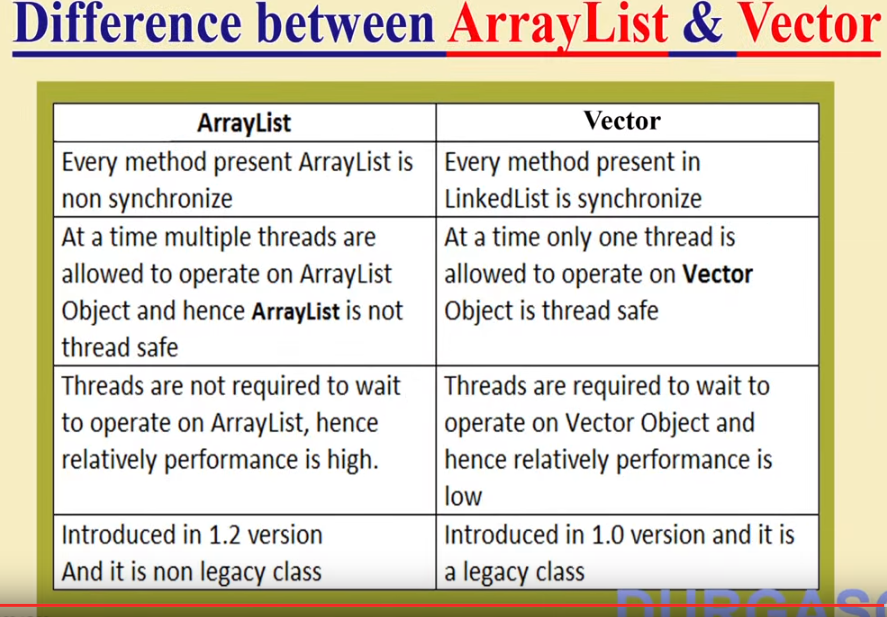 Difference between ArrayList & Vector
ArrayList
Vector
Every method present ArrayList is
non synchronize
Every method present in
LinkedList is synchronize
At a time multiple threads are
allowed to operate on ArrayList
Object and hence ArrayList is not
thread safe
At a time only one thread is
allowed to operate on Vector
Object is thread safe
Threads are not required to wait
to operate on ArrayList, hence
relatively performance is high.
Threads are required to wait to
operate on Vector Object and
hence relatively performance is
low
Introduced in 1.2 version
And it is non legacy class
Introduced in 1.0 version and it is
a legacy class